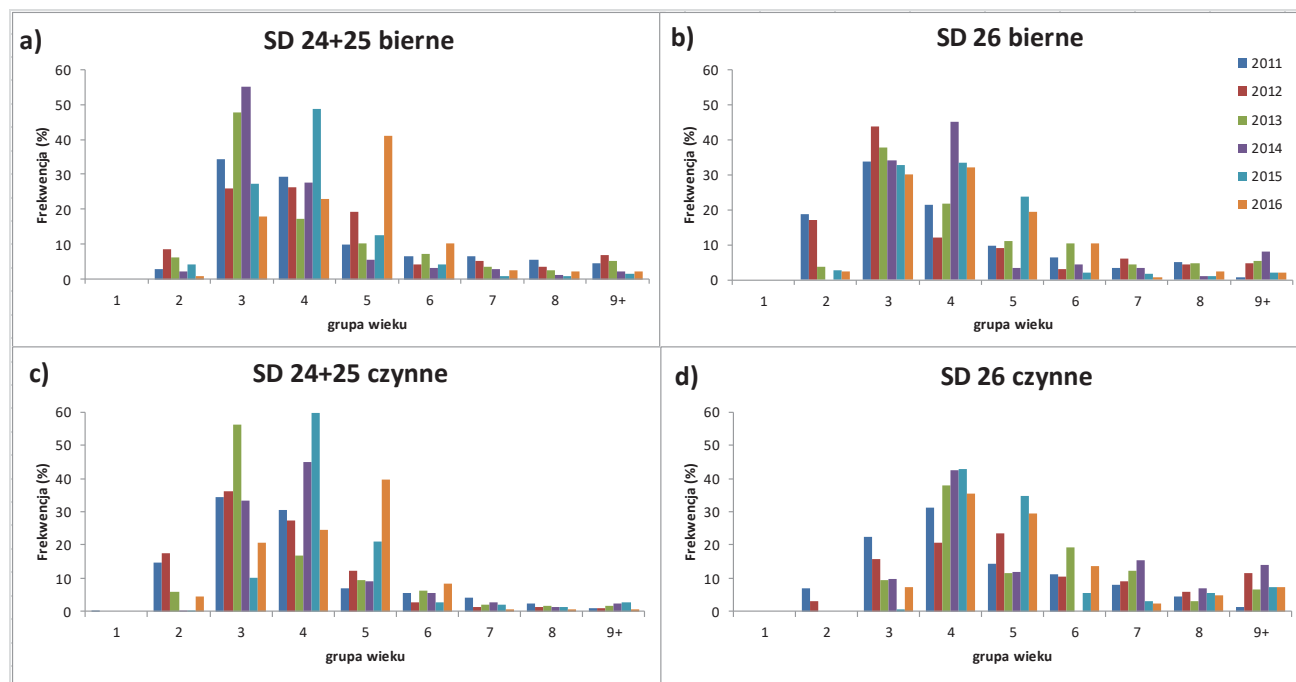 a)
SD 24+25 bierne
Frekwencja (%)
60
50
40
30
20
10
0
1 2 3 4 5 6 7 8 9+
grupa wieku
b)
SD 26 bierne
Frekwencja (%)
60
50
40
30
20
10
0
1 2 3 4 5 6 7 8 9+
grupa wieku
2011
2012
2013
2014
2015
2016
c)
SD 24+25 czynne
Frekwencja (%)
60
50
40
30
20
10
0
1 2 3 4 5 6 7 8 9+
grupa wieku
d)
SD 26 czynne
Frekwencja (%)
60
50
40
30
20
10
0
1 2 3 4 5 6 7 8 9+
grupa wieku